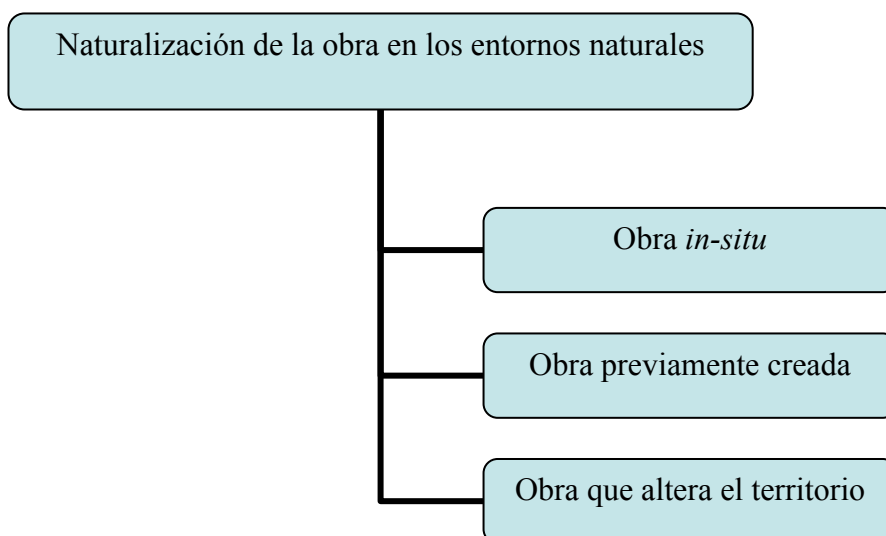 Naturalización de la obra en los entornos naturales
Obra in-situ
Obra previamente creada
Obra que altera el territorio